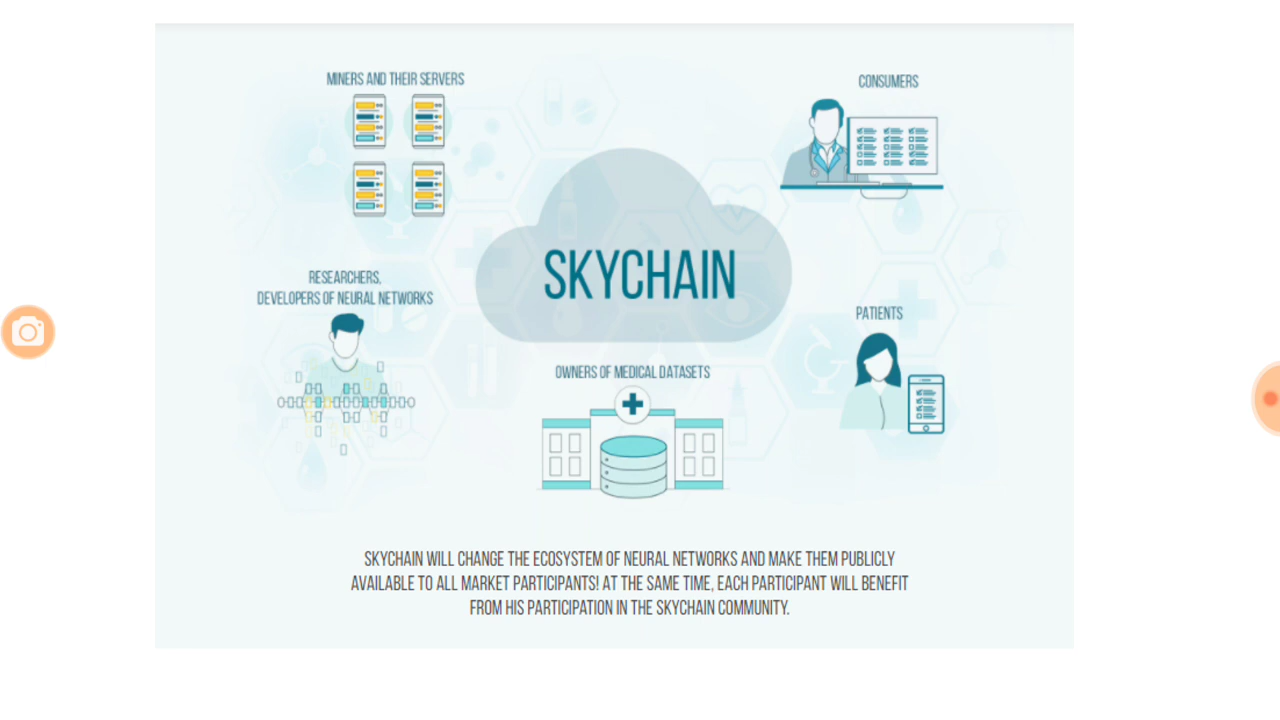 MINERS AND THEIR SERVERS
CONSUMERS
SKYCHAIN
RESEARCHERS,
DEVELOPERS OF NEURAL NETWORKS
PATIENTS
OWNERS OF MEDICAL DATASETS
SKYCHAIN WILL CHANGE THE ECOSYSTEM OF NEURAL NETWORKS AND MAKE THEM PUBLICLY
AVAILABLE TO ALL MARKET PARTICIPANTS! AT THE SAME TIME, EACH PARTICIPANT WILL BENEFIT
FROM HIS PARTICIPATION IN THE SKYCHAIN COMMUNITY.